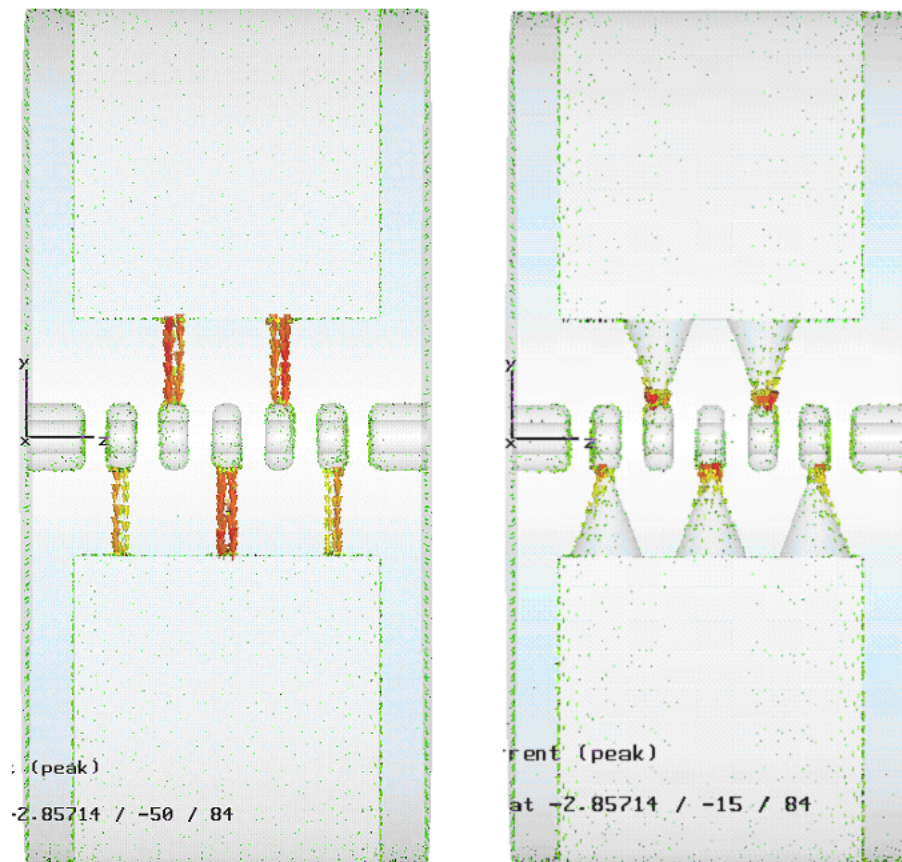 y
x
z
(peak)
-2.85714 / -50 / 84
y
x
z
rent (peak)
at -2.85714 / -15 / 84